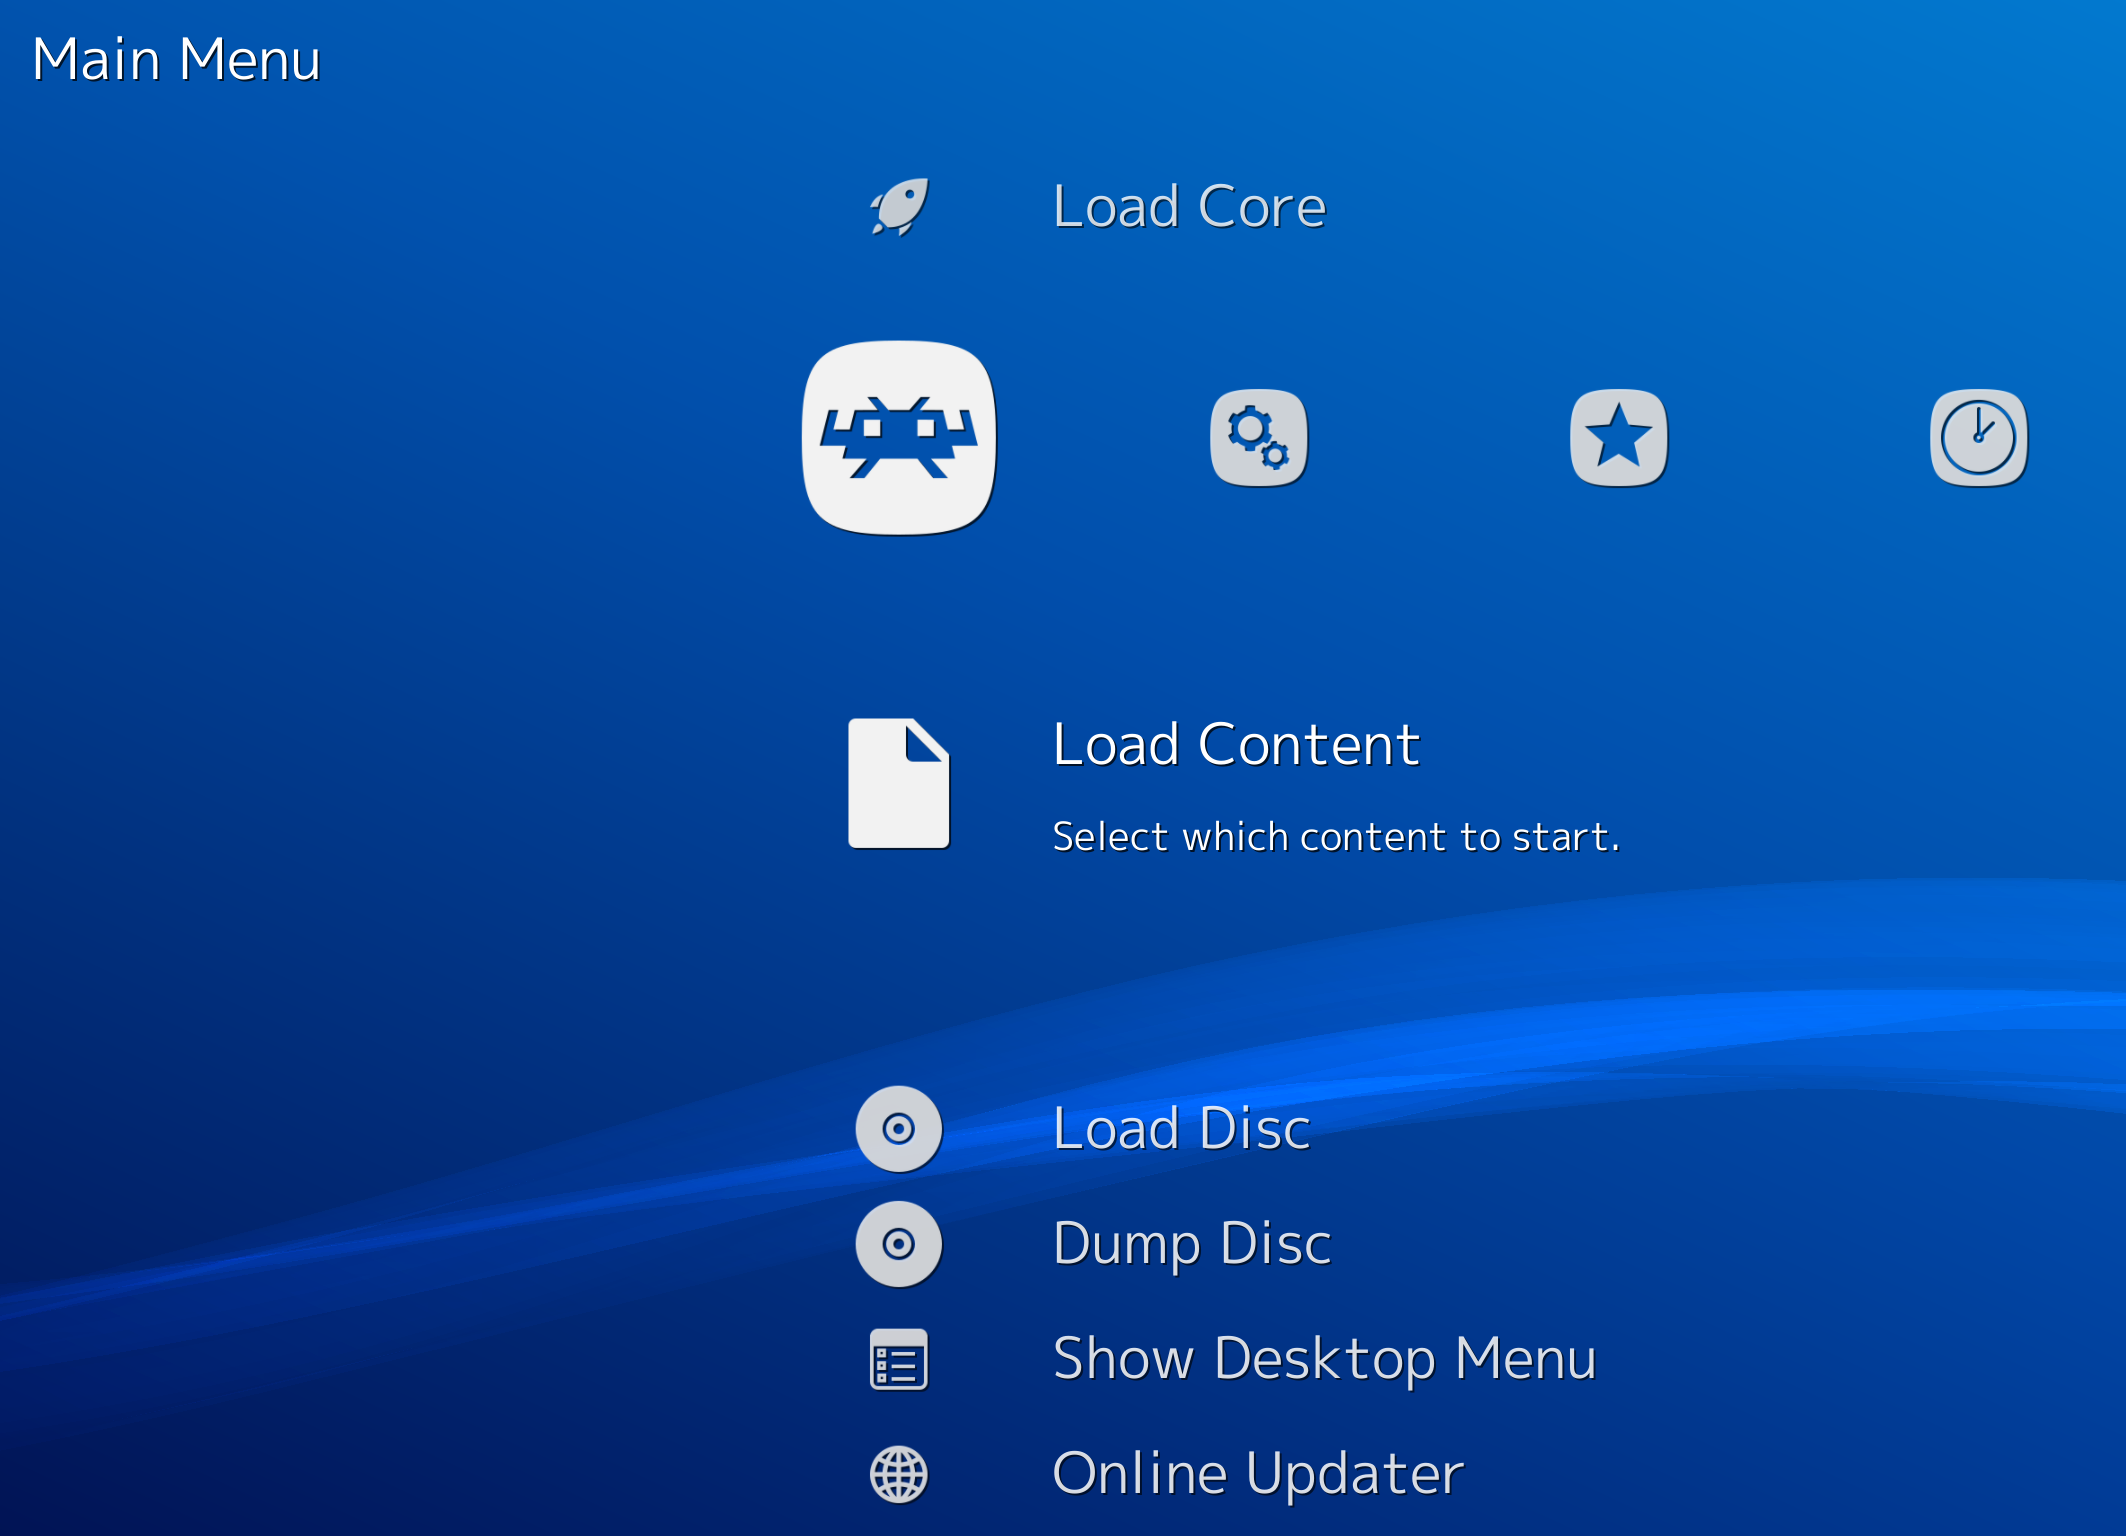 Main Menu
Load Core
Load Content
Select which content to start.
Load Disc
Dump Disc
Show Desktop Menu
Online Updater